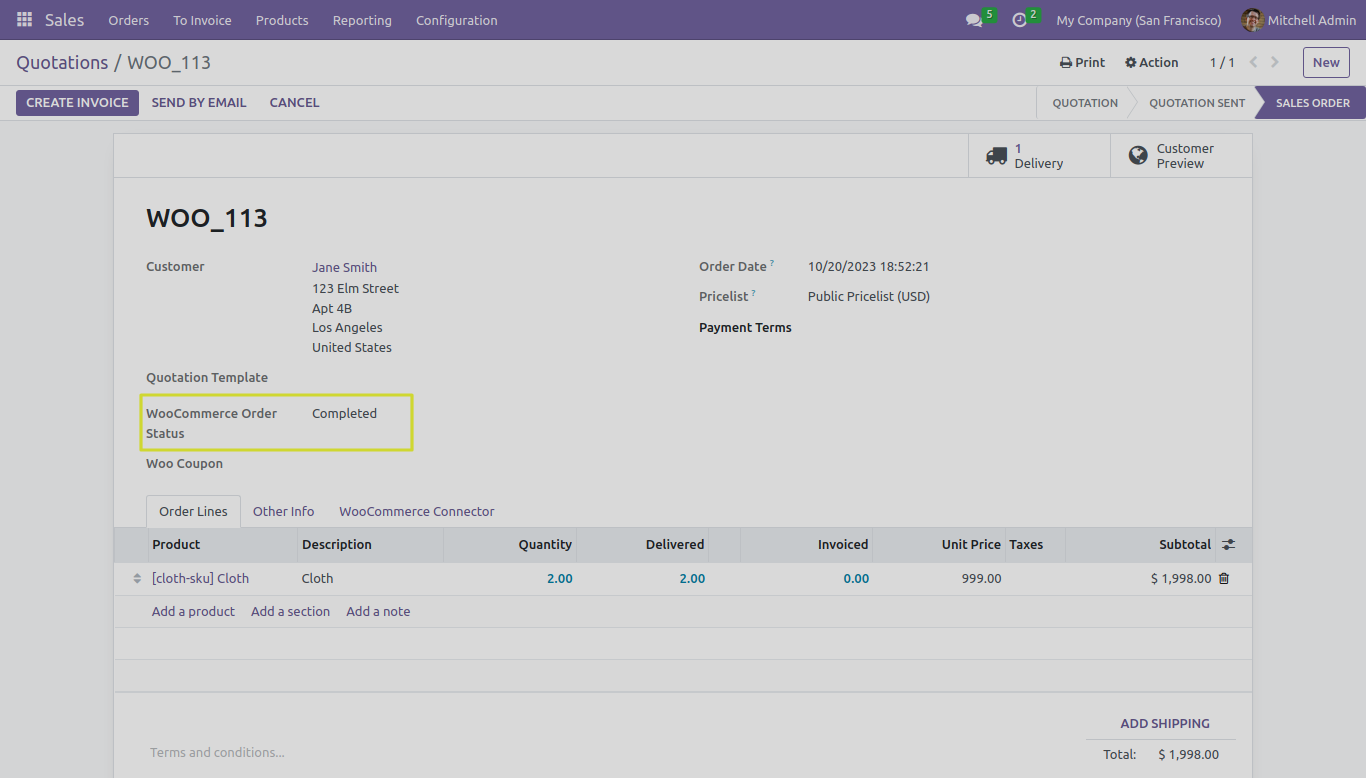 Sales Orders To Invoice Products Reporting Configuration 5 2 My Company (San Francisco) Mitchell Admin
Quotations / WOO_113 Print Action 1 / 1 New
CREATE INVOICE SEND BY EMAIL CANCEL QUOTATION QUOTATION SENT SALES ORDER
1
Delivery
Customer
Preview
WOO_113
Customer Jane Smith
123 Elm Street
Apt 4B
Los Angeles
United States
Order Date ? 10/20/2023 18:52:21
Pricelist ? Public Pricelist (USD)
Payment Terms
Quotation Template
WooCommerce Order Completed
Status
Woo Coupon
Order Lines Other Info WooCommerce Connector
Product Description Quantity Delivered Invoiced Unit Price Taxes Subtotal
[cloth-sku] Cloth Cloth 2.00 2.00 0.00 999.00 $ 1,998.00
Add a product Add a section Add a note
ADD SHIPPING
Terms and conditions... Total: $ 1,998.00